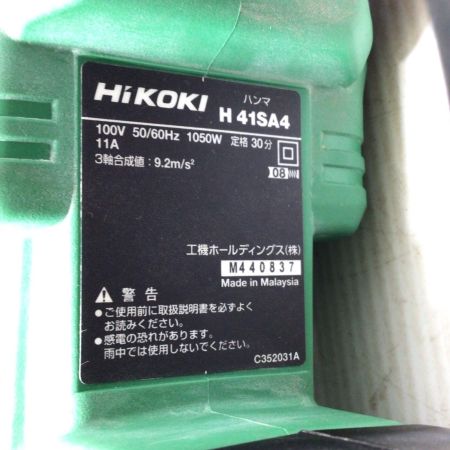 HiKOKI ハンマ H 41SA4
100V 50/60Hz 1050W 定格 30分
11A
3軸合成値：9.2m/s²
08
工機ホールディングス(株)
M440837
Made in Malaysia
警告
●ご使用前に取扱説明書を必ずよく
お読みください。
●感電の恐れがあります。
雨中では使用しないでください。
C352031A